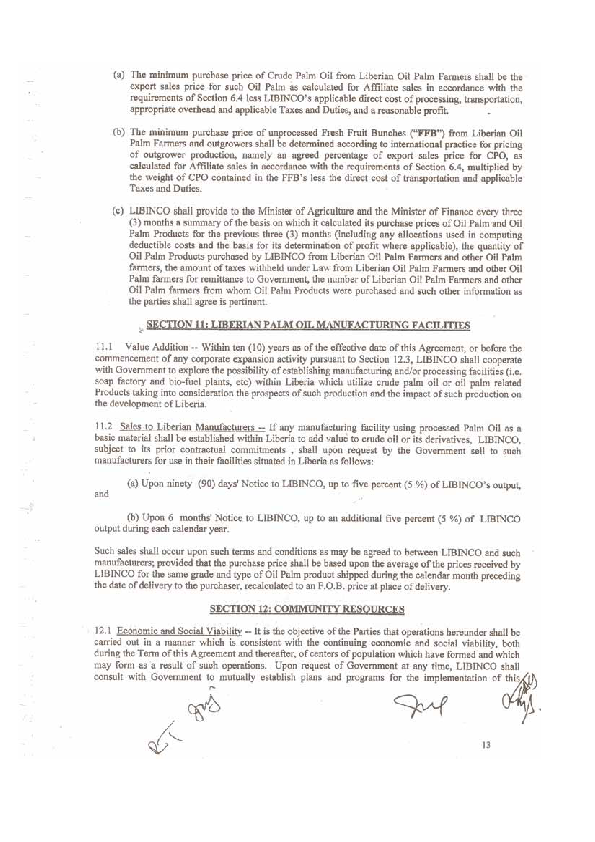 (a) The minimum purchase price of Crude Palm Oil from Liberian Oil Palm Farmers shall be the
export sales price for such Oil Palm as calculated for Affiliate sales in accordance with the
requirements of Section 6.4 less LIBINCO's applicable direct cost of processing, transportation,
appropriate overhead and applicable Taxes and Duties, and a reasonable profit.
(b) The minimum purchase price of unprocessed Fresh Fruit Bunches ("FFB") from Liberian Oil
Palm Farmers and outgrowers shall be determined according to international practice for pricing
of outgrower production, namely an agreed percentage of export sales price for CPO, as
calculated for Affiliate sales in accordance with the requirements of Section 6.4, multiplied by
the weight of CPO contained in the FFB's less the direct cost of transportation and applicable
Taxes and Duties.
(c) LIBINCO shall provide to the Minister of Agriculture and the Minister of Finance every three
(3) months a summary of the basis on which it calculated its purchase prices of Oil Palm and Oil
Palm Products for the previous three (3) months (including any allocations used in computing
deductible costs and the basis for its determination of profit where applicable), the quantity of
Oil Palm Products purchased by LIBINCO from Liberian Oil Palm Farmers and other Oil Palm
farmers, the amount of taxes withheld under Law from Liberian Oil Palm Farmers and other Oil
Palm farmers for remittance to Government, the number of Liberian Oil Palm Farmers and other
Oil Palm farmers from whom Oil Palm Products were purchased and such other information as
the parties shall agree is pertinent.
SECTION 11: LIBERIAN PALM OIL MANUFACTURING FACILITIES
11.1 Value Addition -- Within ten (10) years as of the effective date of this Agreement, or before the
commencement of any corporate expansion activity pursuant to Section 12.3, LIBINCO shall cooperate
with Government to explore the possibility of establishing manufacturing and/or processing facilities (i.e.
soap factory and bio-fuel plants, etc) within Liberia which utilize crude palm oil or oil palm related
Products taking into consideration the prospects of such production and the impact of such production on
the development of Liberia.
11.2 Sales to Liberian Manufacturers -- If any manufacturing facility using processed Palm Oil as a
basic material shall be established within Liberia to add value to crude oil or its derivatives, LIBINCO,
subject to its prior contractual commitments , shall upon request by the Government sell to such
manufacturers for use in their facilities situated in Liberia as follows:
(a) Upon ninety (90) days' Notice to LIBINCO, up to five percent (5 %) of LIBINCO's output,
and
(b) Upon 6 months' Notice to LIBINCO, up to an additional five percent (5 %) of LIBINCO
output during each calendar year.
Such sales shall occur upon such terms and conditions as may be agreed to between LIBINCO and such
manufacturers; provided that the purchase price shall be based upon the average of the prices received by
LIBINCO for the same grade and type of Oil Palm product shipped during the calendar month preceding
the date of delivery to the purchaser, recalculated to an F.O.B. price at place of delivery.
SECTION 12: COMMUNITY RESOURCES
12.1 Economic and Social Viability -- It is the objective of the Parties that operations hereunder shall be
carried out in a manner which is consistent with the continuing economic and social viability, both
during the Term of this Agreement and thereafter, of centers of population which have formed and which
may form as a result of such operations. Upon request of Government at any time, LIBINCO shall
consult with Government to mutually establish plans and programs for the implementation of this
13